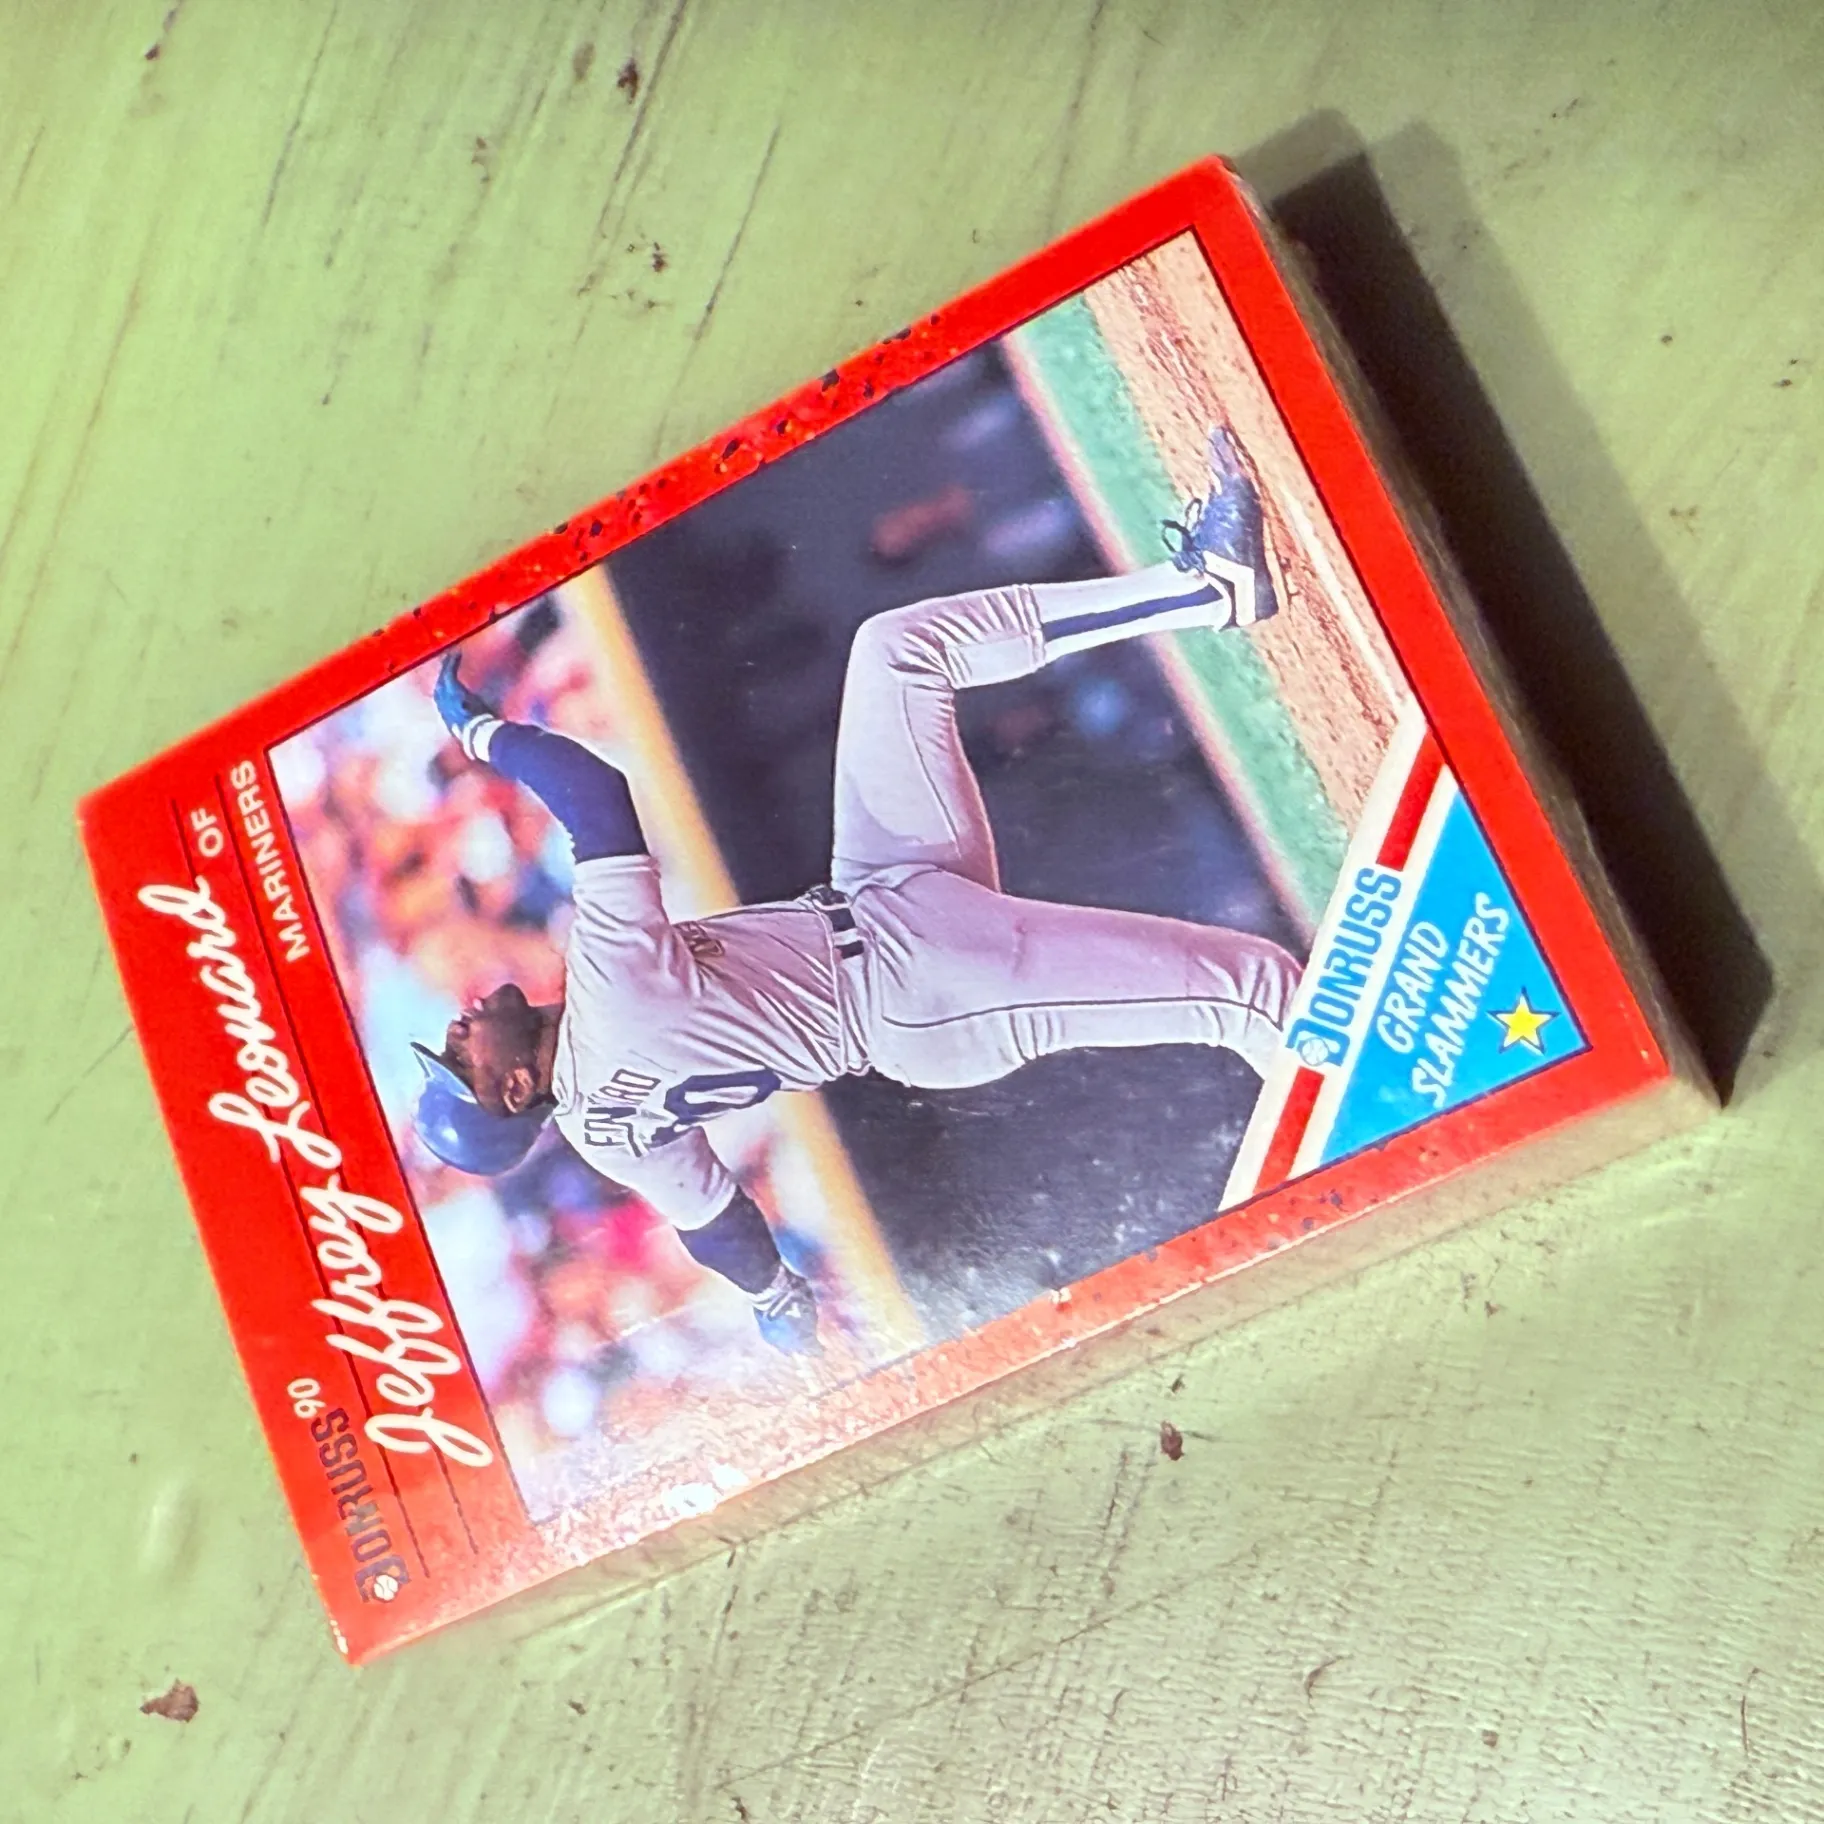 DONRUSS '90
Jeffrey Leonard
OF
MARINERS
DONRUSS
GRAND
SLAMMERS